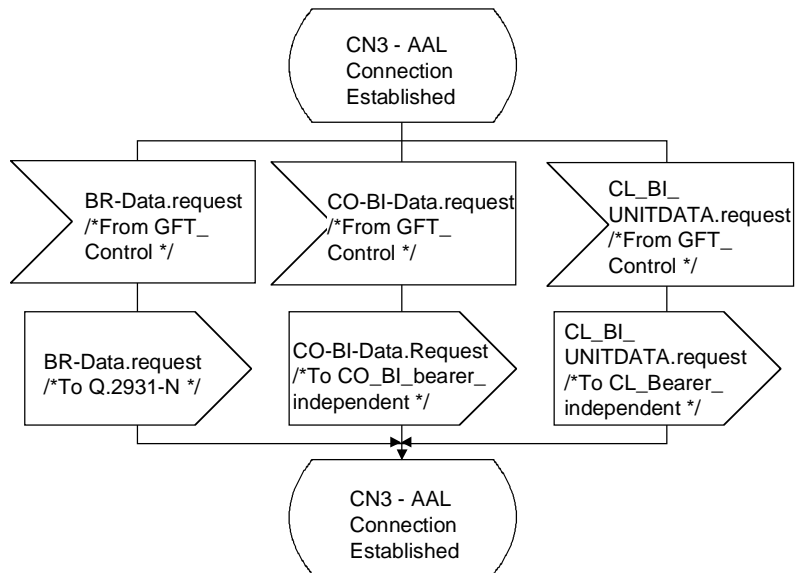 CN3 - AAL
Connection
Established
BR-Data.request
/*From GFT_
Control */
CO-BI-Data.request
/*From GFT_
Control */
CL_BI_
UNITDATA.request
/*From GFT_
Control */
BR-Data.request
/*To Q.2931-N */
CO-BI-Data.Request
/*To CO_BI_bearer_
independent */
CL_BI_
UNITDATA.request
/*To CL_Bearer_
independent */
CN3 - AAL
Connection
Established